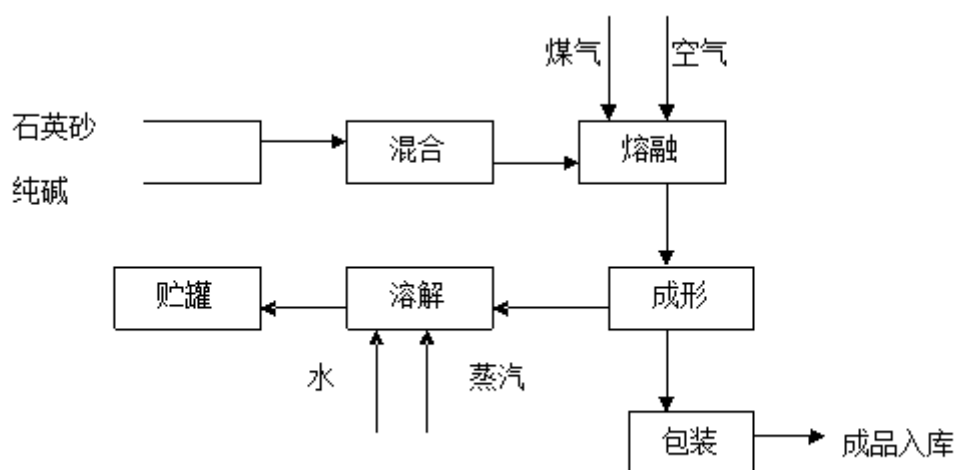 煤气
空气
石英砂
混合
熔融
纯碱
贮罐
溶解
成形
水
蒸汽
包装
成品入库